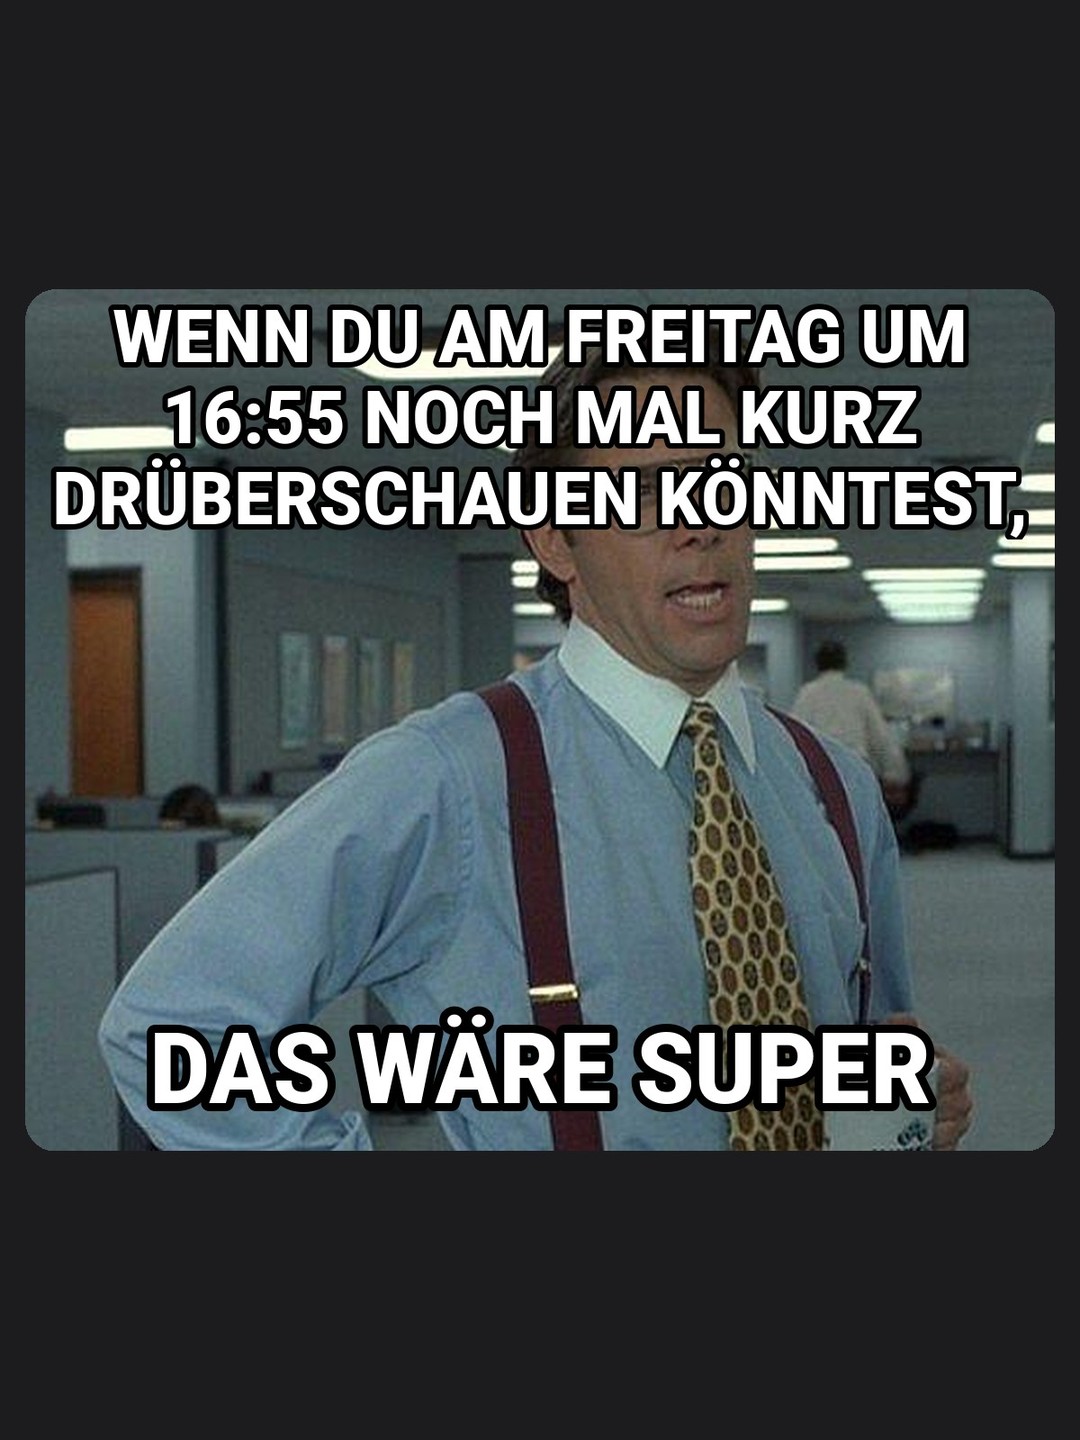 WENN DU AM FREITAG UM
16:55 NOCH MAL KURZ
DRÜBERSCHAUEN KÖNNTEST,
DAS WÄRE SUPER